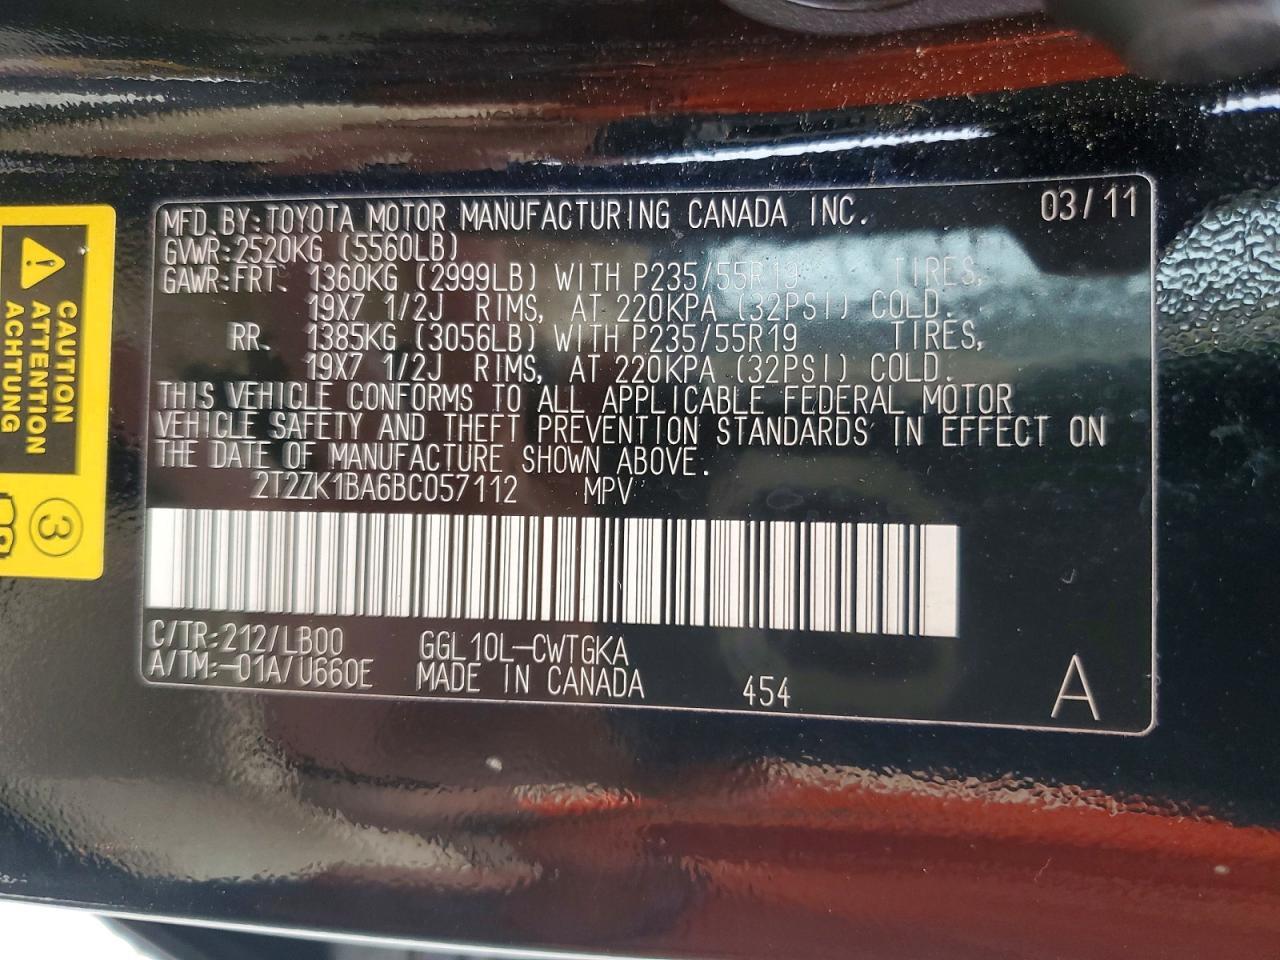 MFD. BY: TOYOTA MOTOR MANUFACTURING CANADA INC. 03/11
GVWR: 2520KG (5560LB)
GAWR: FRT. 1360KG (2999LB) WITH P235/55R19 TIRES,
19X7 1/2J RIMS, AT 220KPA (32PSI) COLD.
RR. 1385KG (3056LB) WITH P235/55R19 TIRES,
19X7 1/2J RIMS, AT 220KPA (32PSI) COLD.
THIS VEHICLE CONFORMS TO ALL APPLICABLE FEDERAL MOTOR
VEHICLE SAFETY AND THEFT PREVENTION STANDARDS IN EFFECT ON
THE DATE OF MANUFACTURE SHOWN ABOVE.
2T2ZK1BA6BC057112 MPV
C/TR: 212/LB00 GGL10L-CWTGKA
A/TM: -01A/U660E MADE IN CANADA 454 A
CAUTION
ATTENTION
ACHTUNG
3